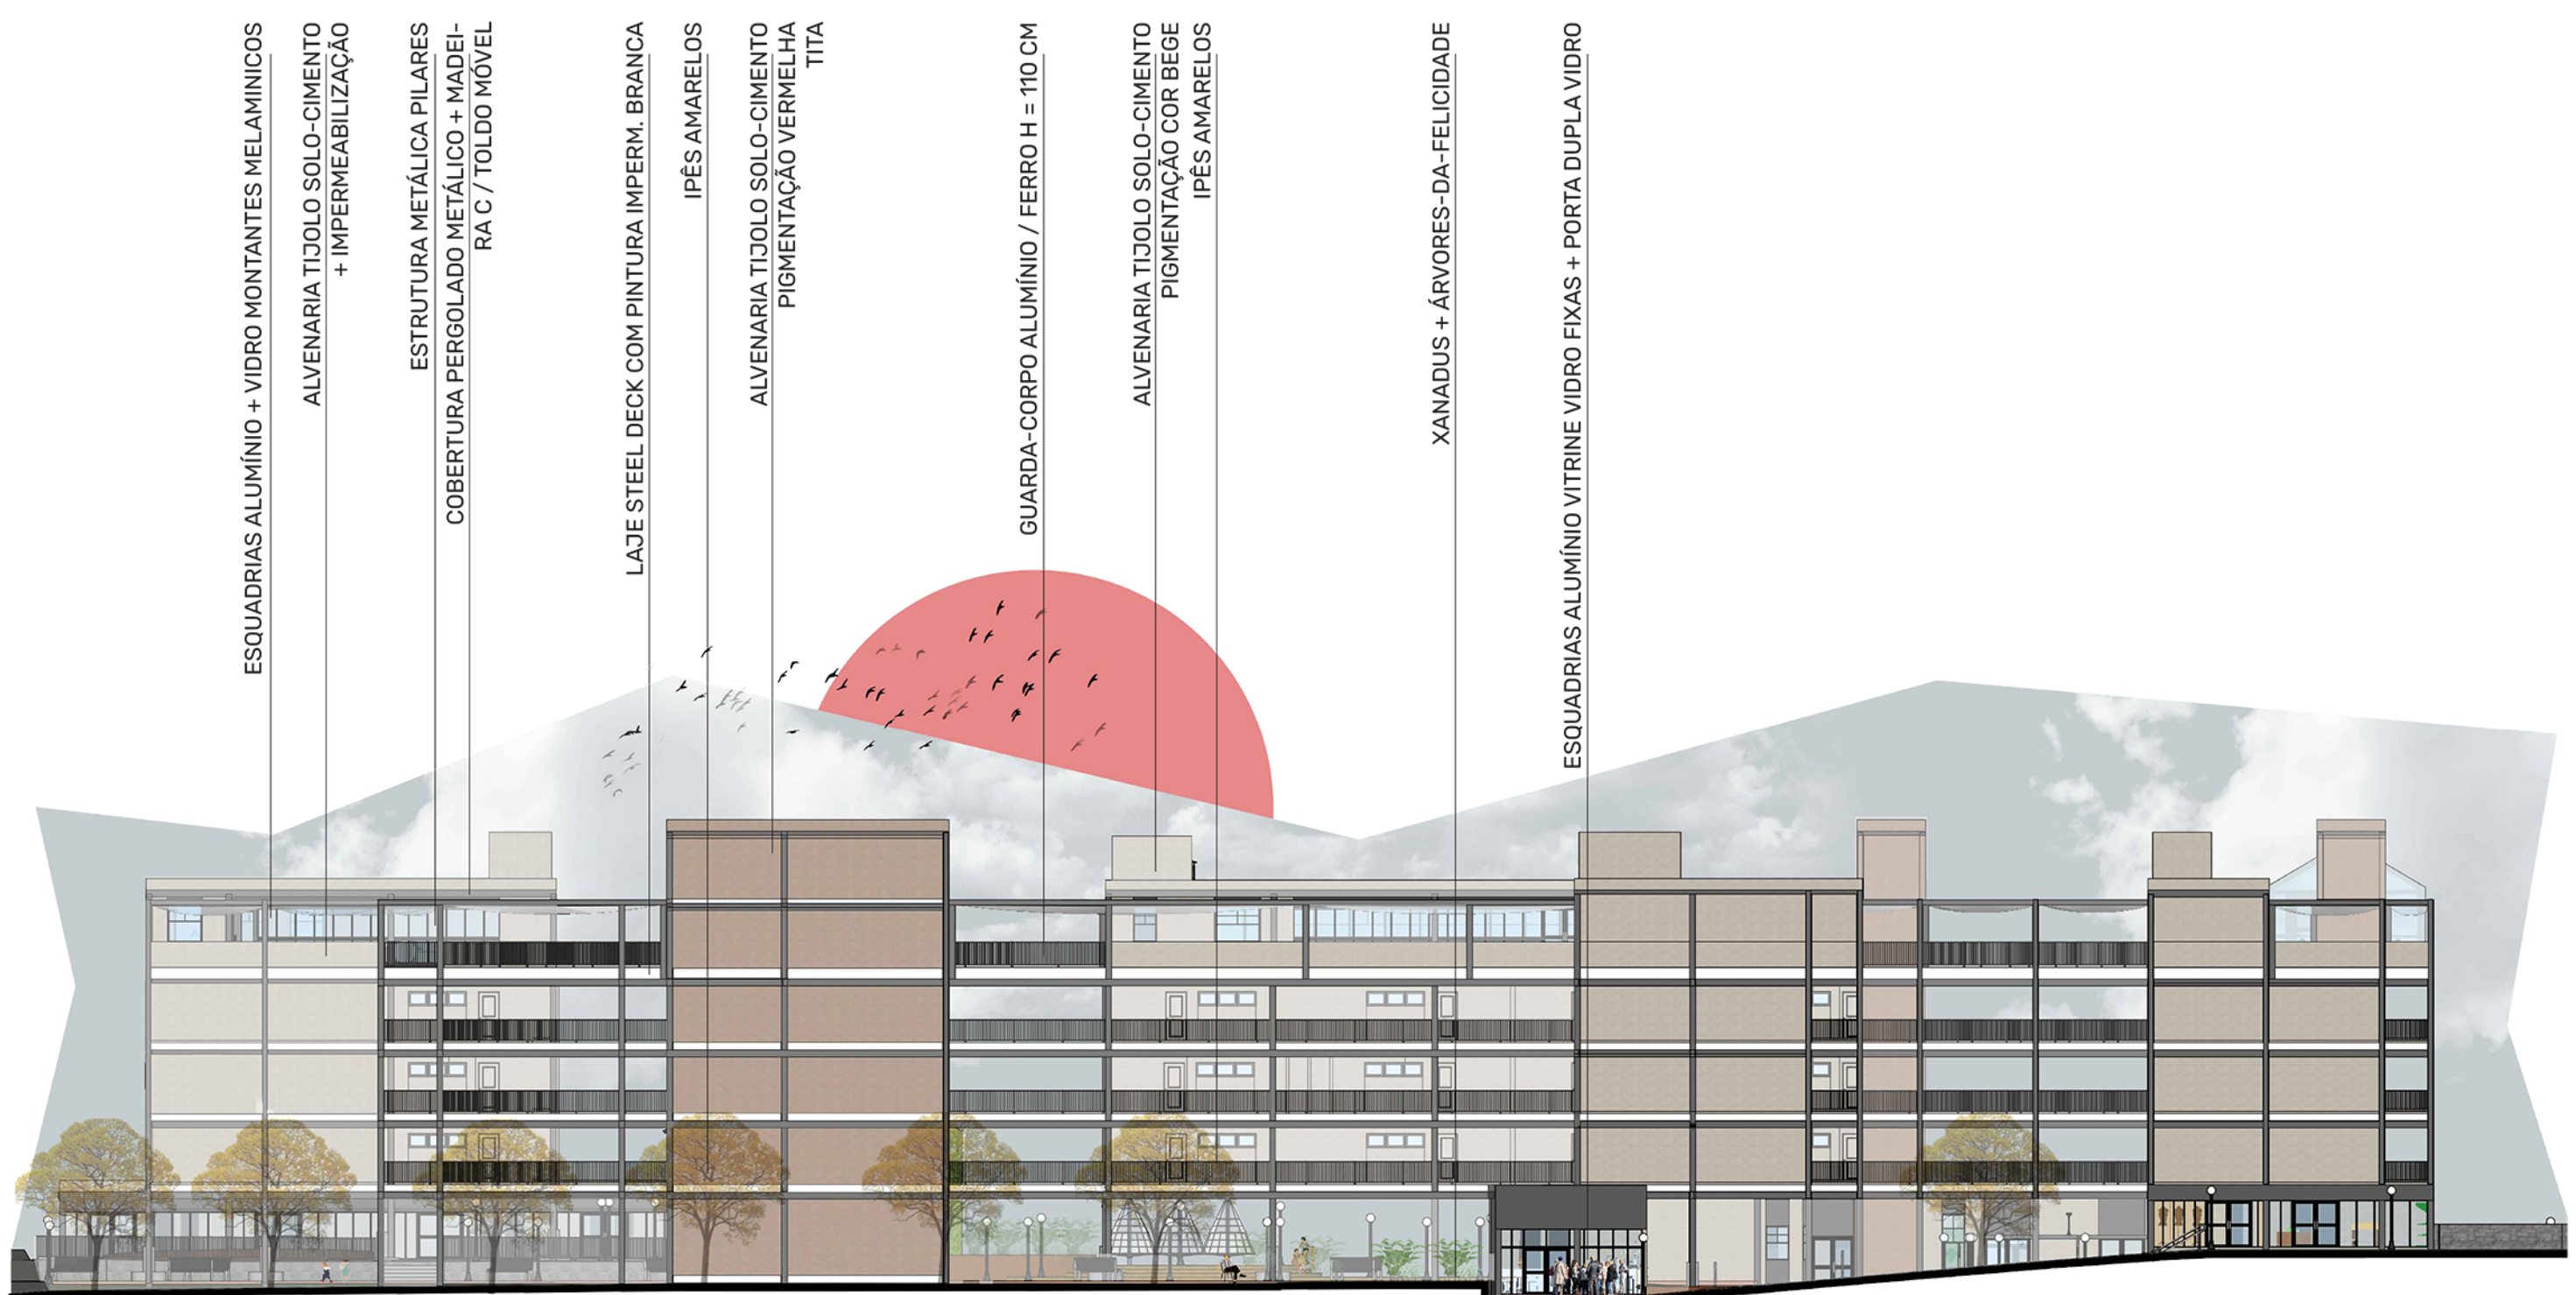 ESQUADRIAS ALUMÍNIO + VIDRO MONTANTES MELAMINICOS
ALVENARIA TIJOLO SOLO-CIMENTO
+ IMPERMEABILIZAÇÃO
ESTRUTURA METÁLICA PILARES
COBERTURA PERGOLADO METÁLICO + MADEI-
RA C / TOLDO MÓVEL
LAJE STEEL DECK COM PINTURA IMPERM. BRANCA
IPÊS AMARELOS
ALVENARIA TIJOLO SOLO-CIMENTO
PIGMENTAÇÃO VERMELHA
TITA
GUARDA-CORPO ALUMÍNIO / FERRO H = 110 CM
ALVENARIA TIJOLO SOLO-CIMENTO
PIGMENTAÇÃO COR BEGE
IPÊS AMARELOS
XANADUS + ÁRVORES-DA-FELICIDADE
ESQUADRIAS ALUMÍNIO VITRINE VIDRO FIXAS + PORTA DUPLA VIDRO